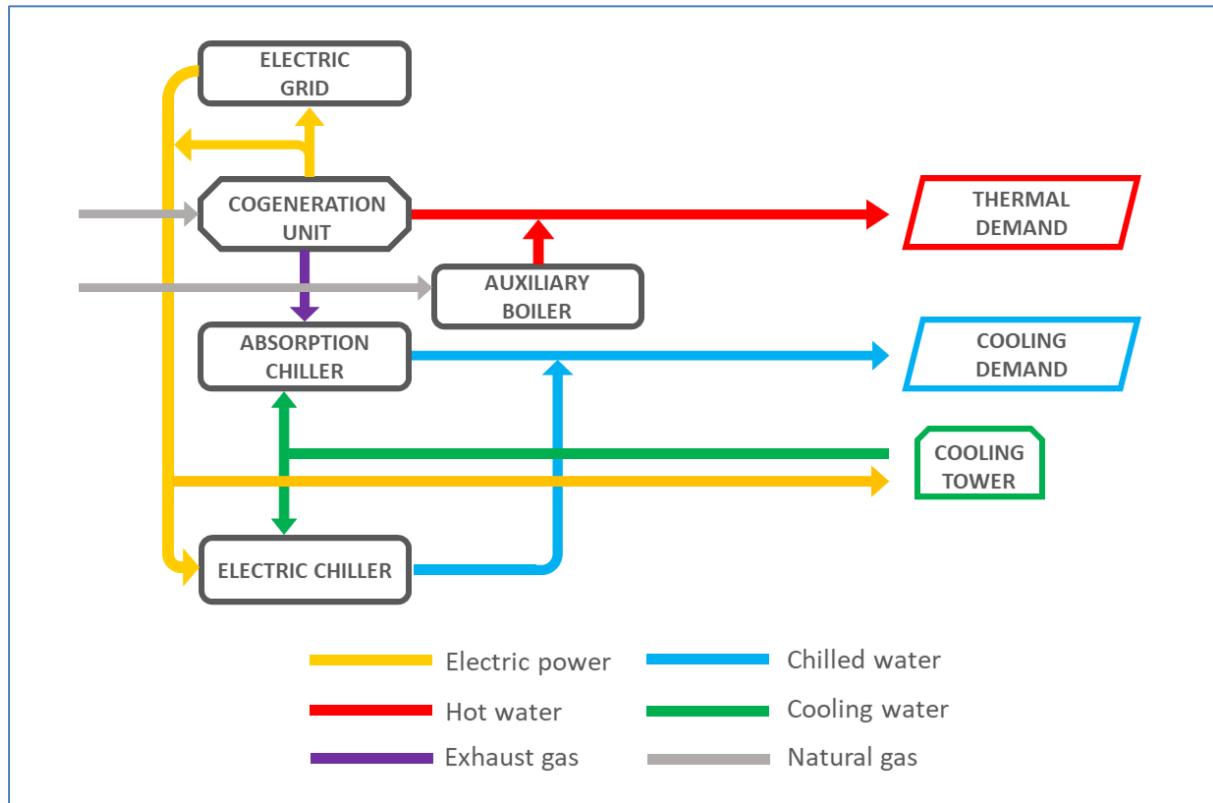 ELECTRIC
GRID
COGENERATION
UNIT
THERMAL
DEMAND
AUXILIARY
BOILER
ABSORPTION
CHILLER
COOLING
DEMAND
COOLING
TOWER
ELECTRIC CHILLER
Electric power
Chilled water
Hot water
Cooling water
Exhaust gas
Natural gas